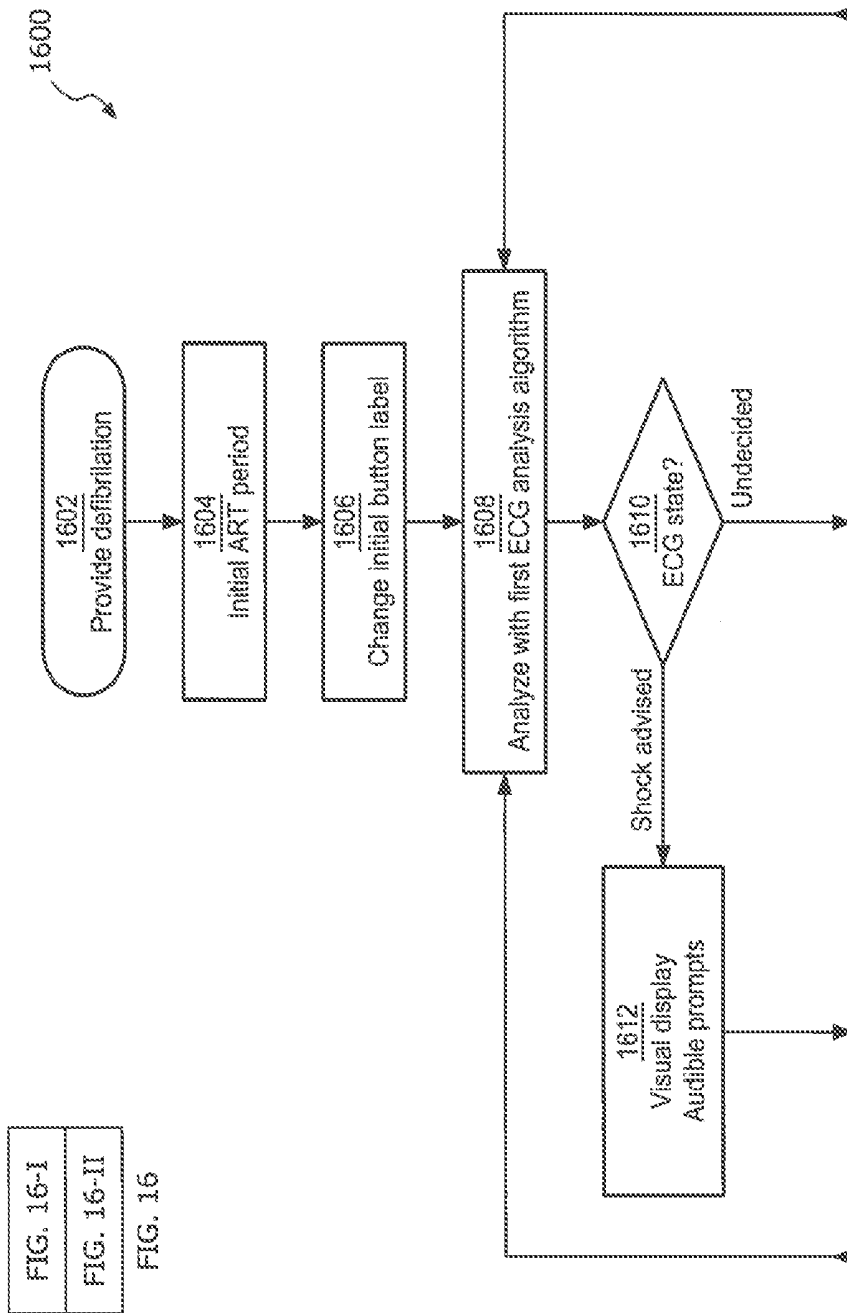 FIG. 16-I
FIG. 16-II
FIG. 16
1600
1602
Provide defibrilation
1604
Initial ART period
1606
Change initial button label
1608
Analyze with first ECG analysis algorithm
1610
ECG state?
Shock advised
Undecided
1612
Visual display
Audible prompts